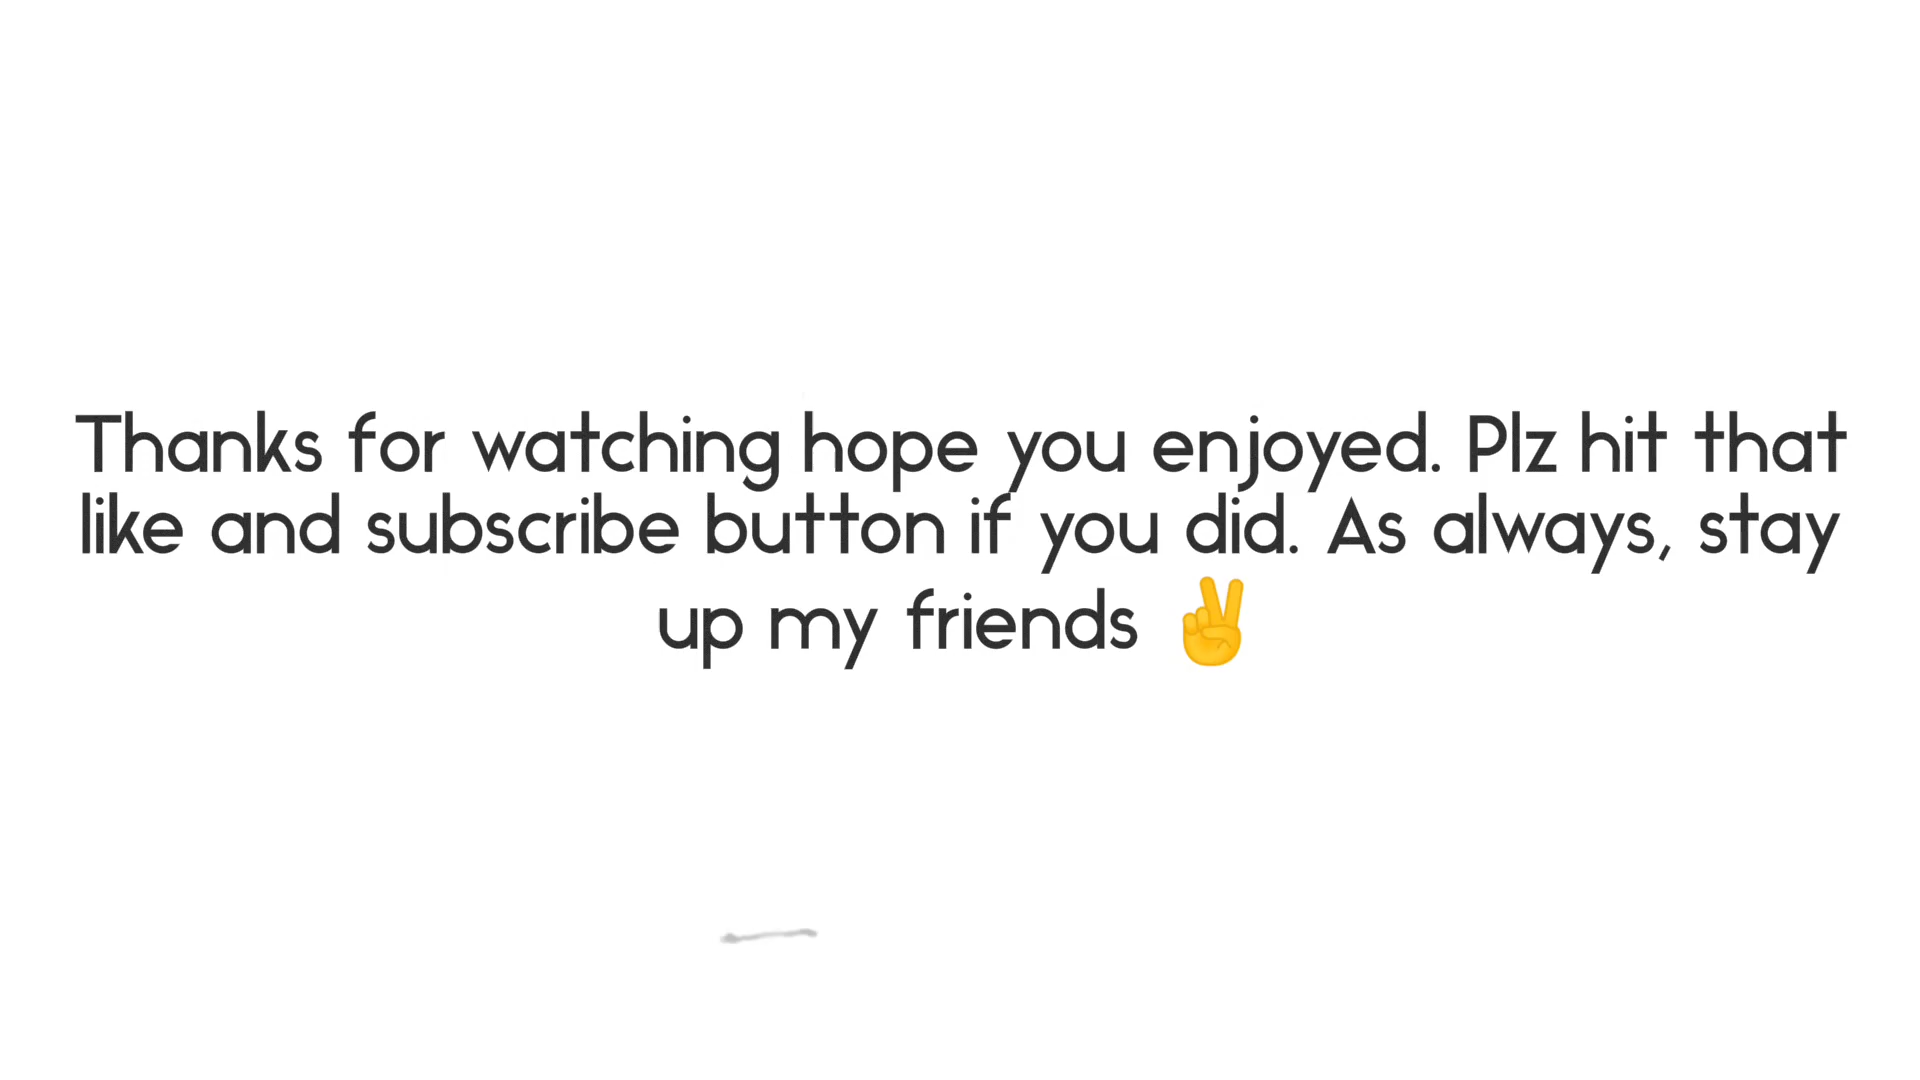 Thanks for watching hope you enjoyed. Plz hit that
like and subscribe button if you did. As always, stay
up my friends ✌️